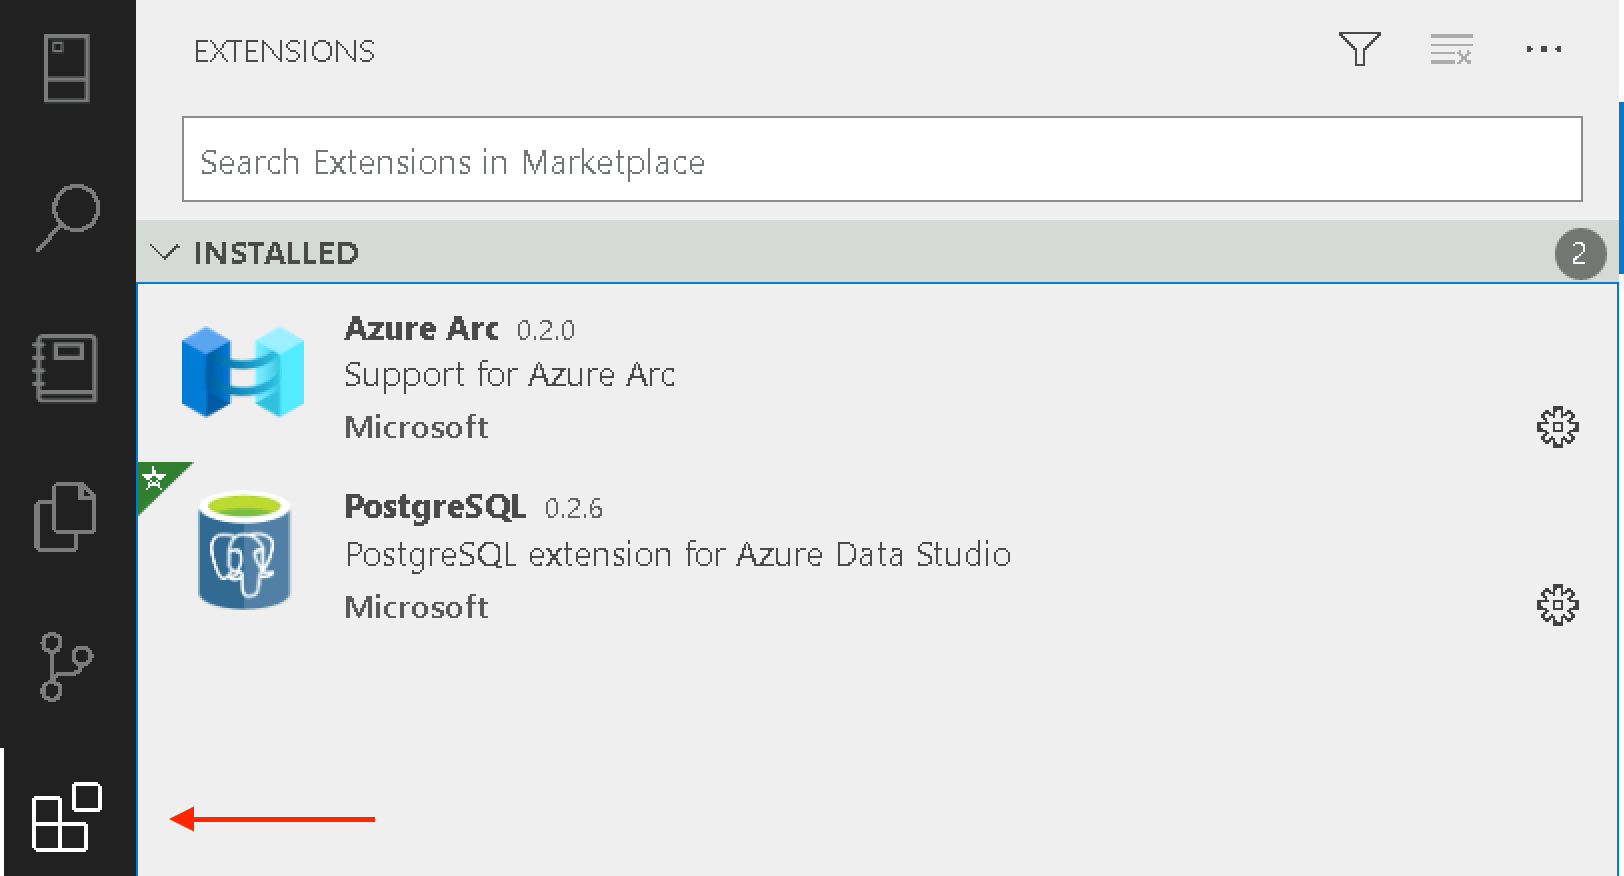 EXTENSIONS
Search Extensions in Marketplace
INSTALLED 2
Azure Arc 0.2.0
Support for Azure Arc
Microsoft
PostgreSQL 0.2.6
PostgreSQL extension for Azure Data Studio
Microsoft